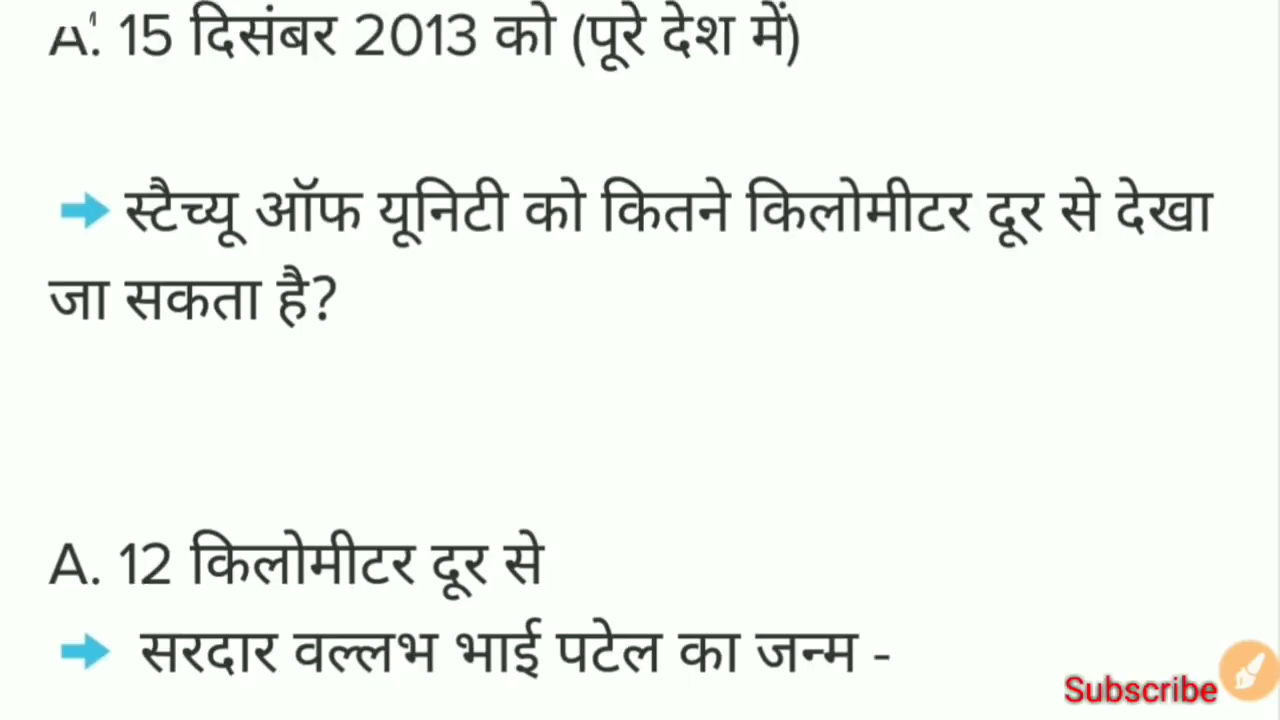 A. 15 दिसंबर 2013 को (पूरे देश में)
स्टैच्यू ऑफ यूनिटी को कितने किलोमीटर दूर से देखा
जा सकता है?
A. 12 किलोमीटर दूर से
सरदार वल्लभ भाई पटेल का जन्म -
Subscribe